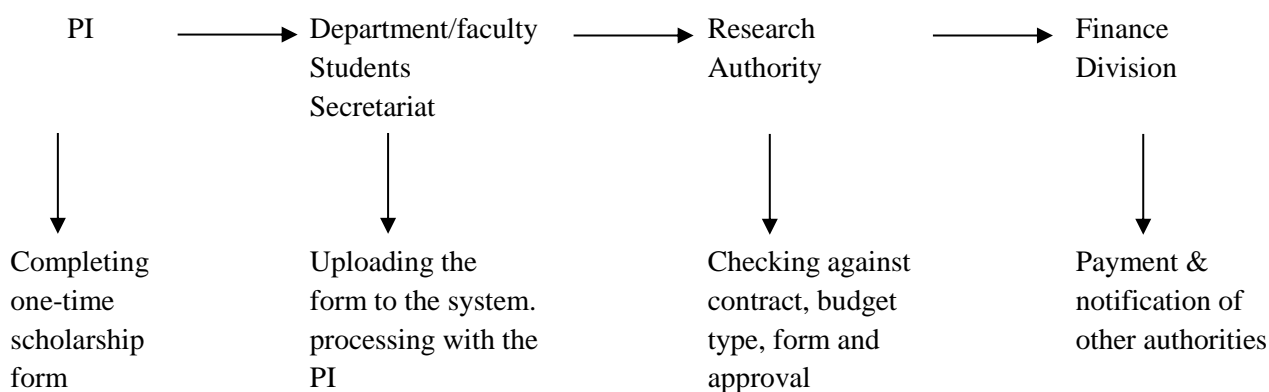 PI
Department/faculty
Students
Secretariat
Research
Authority
Finance
Division
Completing
one-time
scholarship
form
Uploading the
form to the system.
processing with the
PI
Checking against
contract, budget
type, form and
approval
Payment &
notification of
other authorities